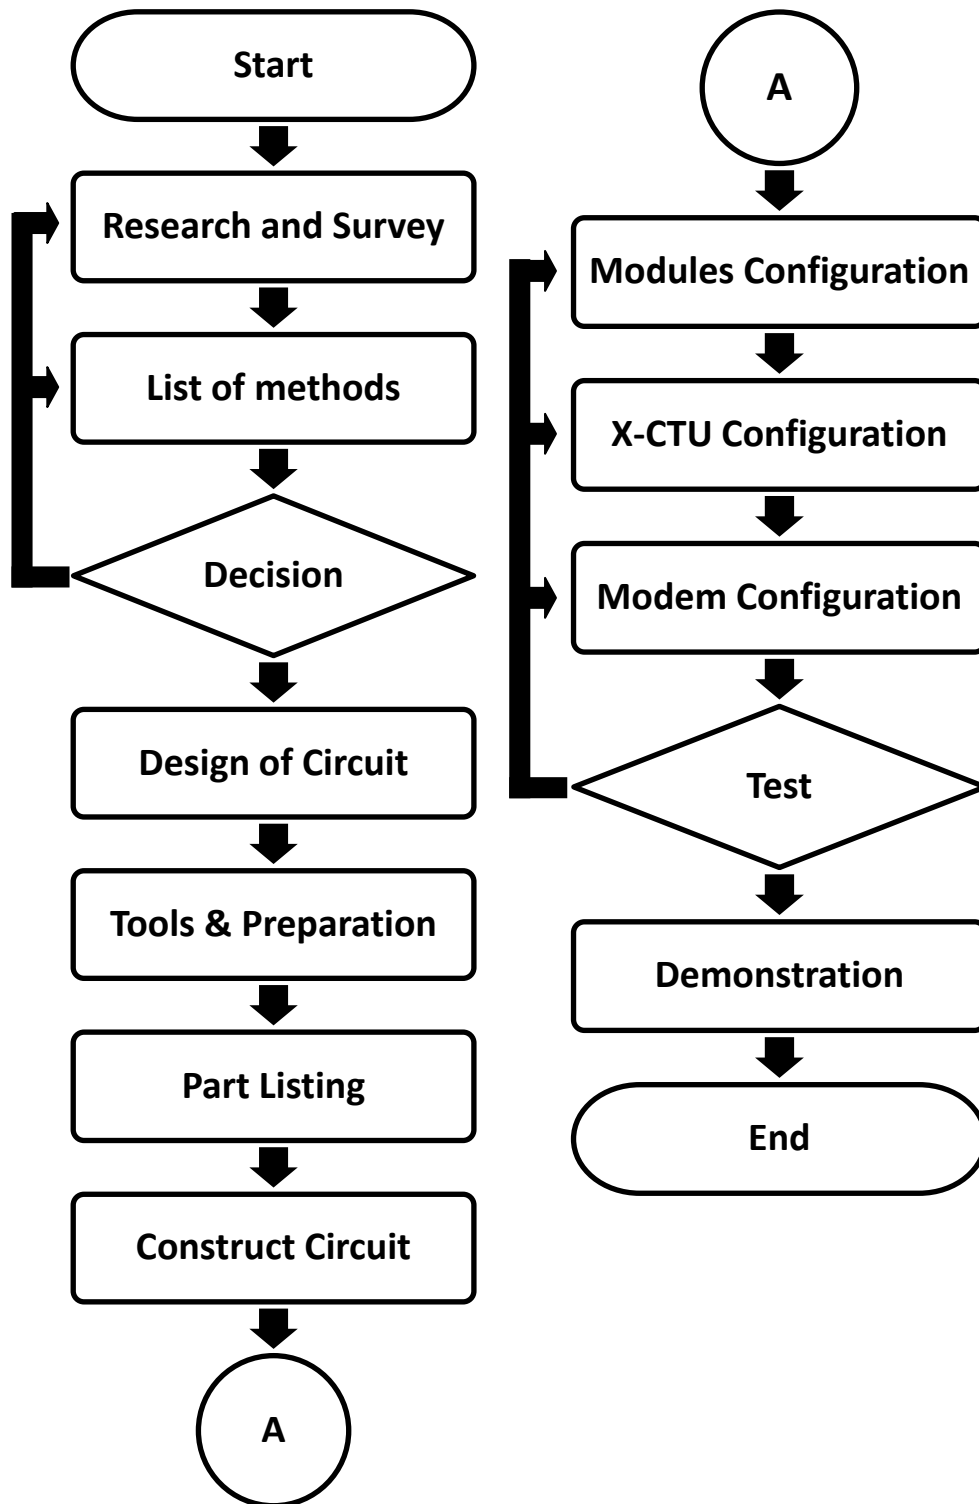 Start
Research and Survey
List of methods
Decision
Design of Circuit
Tools & Preparation
Part Listing
Construct Circuit
A
A
Modules Configuration
X-CTU Configuration
Modem Configuration
Test
Demonstration
End